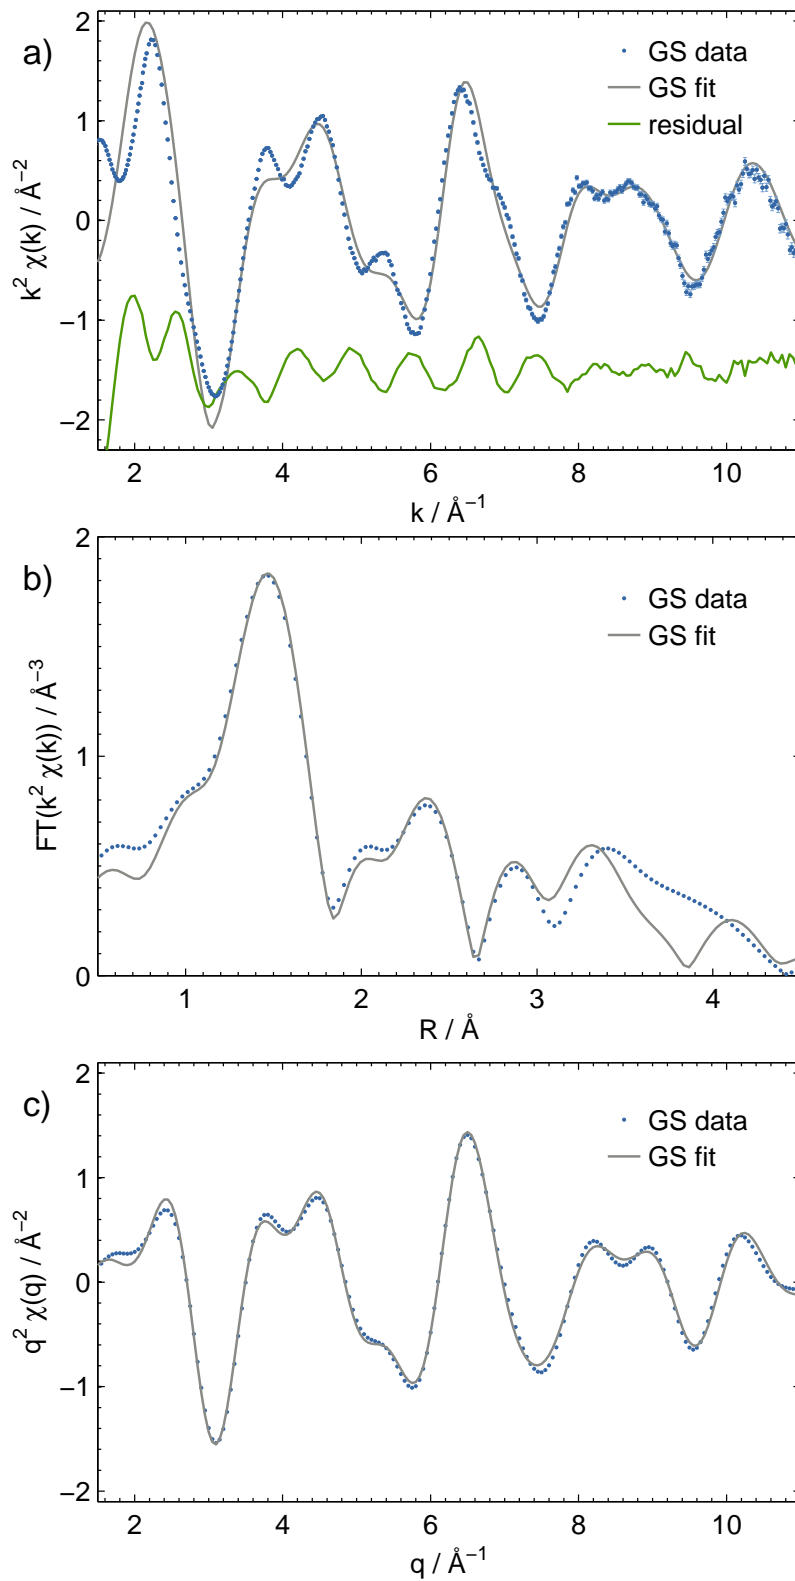 a)
GS data
GS fit
residual
k² χ(k) / Å⁻²
2
1
0
−1
−2
2 4 6 8 10
k / Å⁻¹
b)
GS data
GS fit
FT(k² χ(k)) / Å⁻³
2
1
0
1 2 3 4
R / Å
c)
GS data
GS fit
q² χ(q) / Å⁻²
2
1
0
−1
−2
2 4 6 8 10
q / Å⁻¹